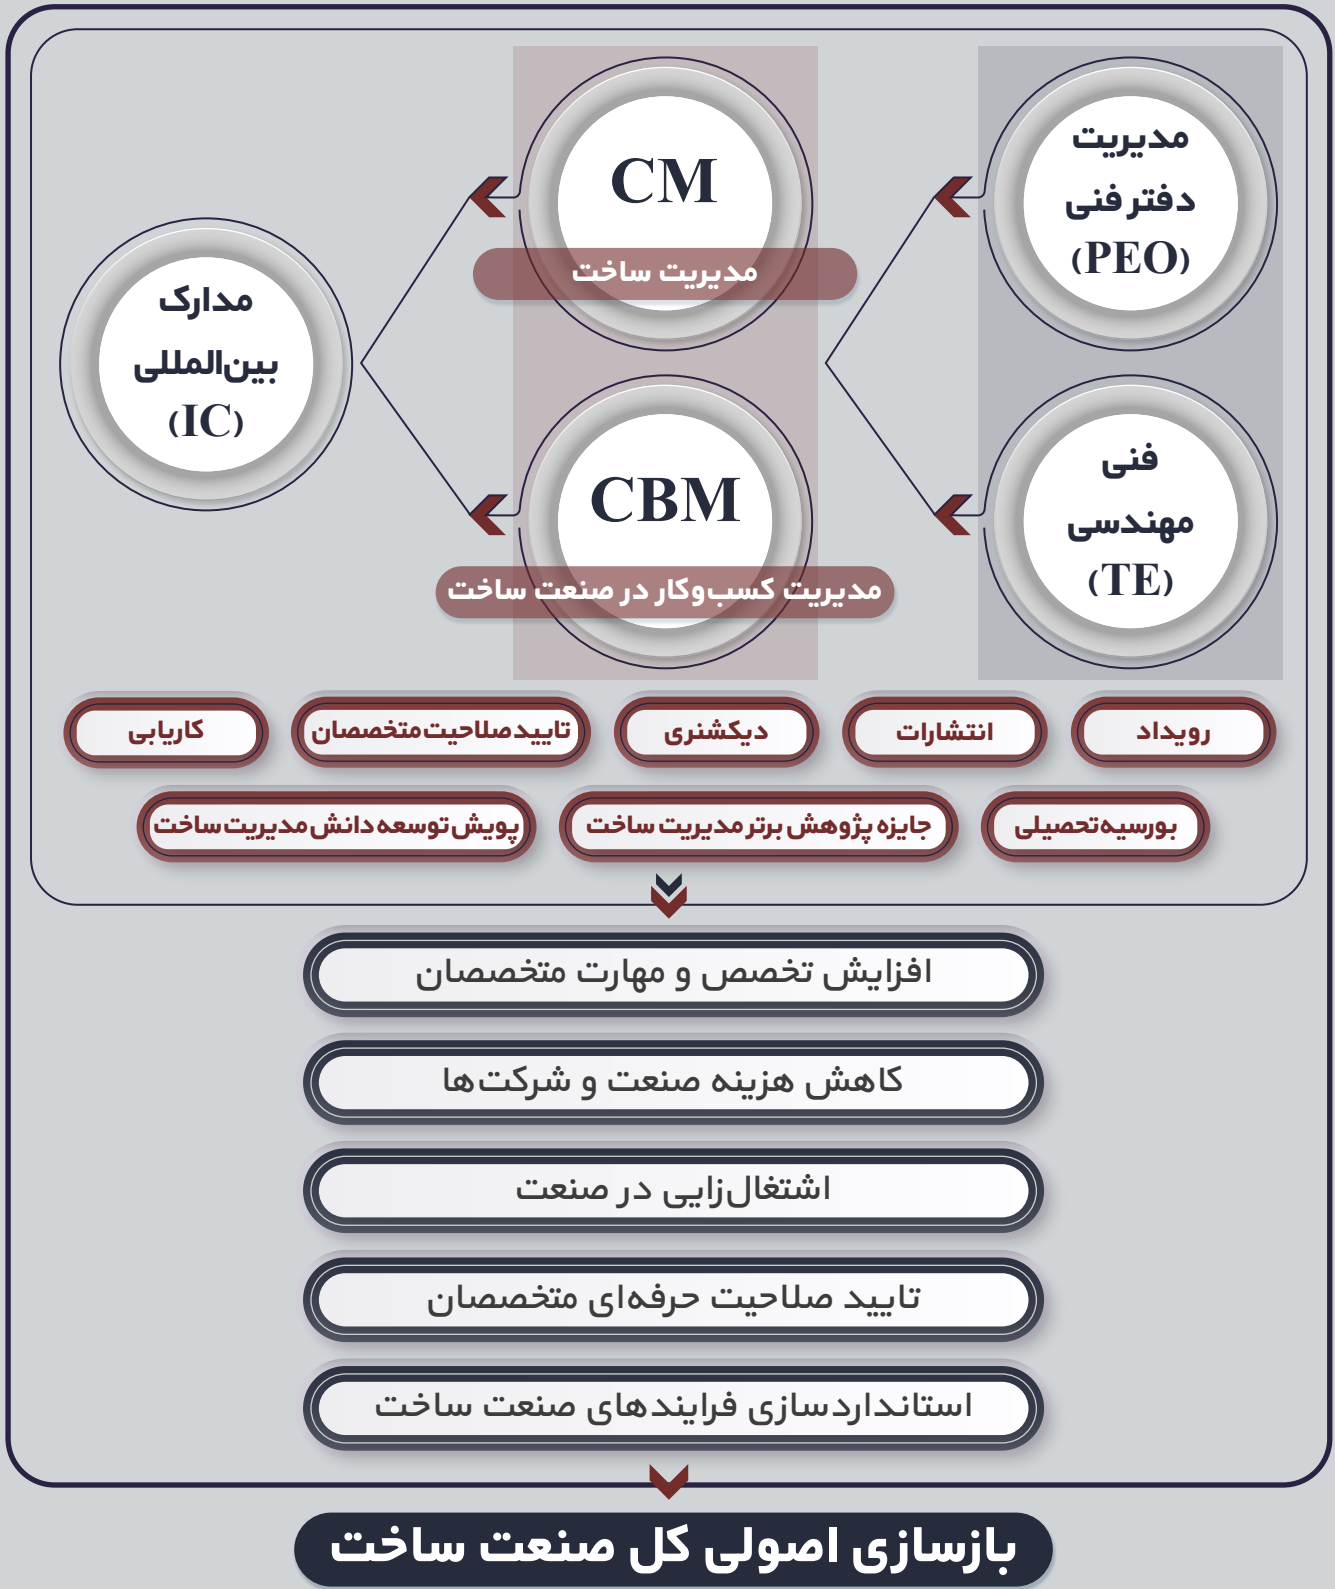 مدیریت
دفتر فنی
(PEO)
فنی
مهندسی
(TE)
CM
مدیریت ساخت
CBM
مدیریت کسب‌وکار در صنعت ساخت
مدارک
بین‌المللی
(IC)
رویداد
انتشارات
دیکشنری
تایید صلاحیت متخصصان
کاریابی
بورسیه تحصیلی
جایزه پژوهش برتر مدیریت ساخت
پویش توسعه دانش مدیریت ساخت
افزایش تخصص و مهارت متخصصان
کاهش هزینه صنعت و شرکت‌ها
اشتغال‌زایی در صنعت
تایید صلاحیت حرفه‌ای متخصصان
استانداردسازی فرایندهای صنعت ساخت
بازسازی اصولی کل صنعت ساخت